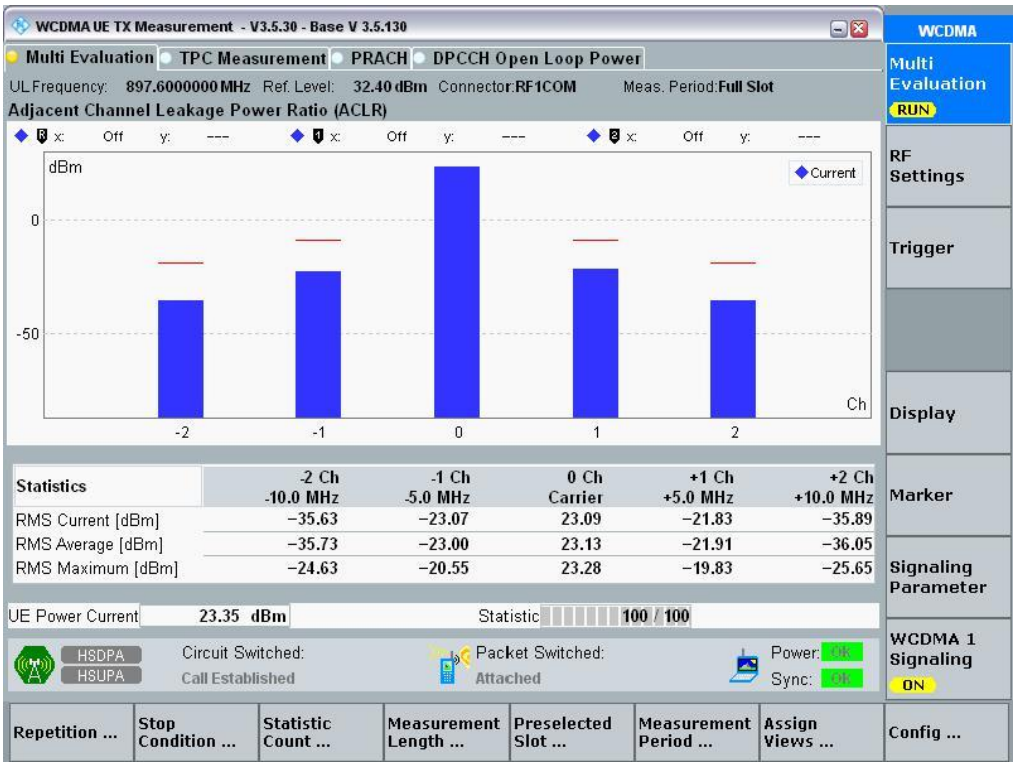 WCDMA UE TX Measurement - V3.5.30 - Base V 3.5.130
WCDMA
Multi Evaluation TPC Measurement PRACH DPCCH Open Loop Power
Multi
Evaluation
RUN
UL Frequency: 897.6000000 MHz Ref. Level: 32.40 dBm Connector:RF1COM Meas. Period:Full Slot
Adjacent Channel Leakage Power Ratio (ACLR)
R x: Off y: --- 1 x: Off y: --- 2 x: Off y: ---
dBm
Current
RF
Settings
0
Trigger
-50
Ch
-2 -1 0 1 2
Display
Statistics
-2 Ch -1 Ch 0 Ch +1 Ch +2 Ch
-10.0 MHz -5.0 MHz Carrier +5.0 MHz +10.0 MHz
Marker
RMS Current [dBm] −35.63 −23.07 23.09 −21.83 −35.89
RMS Average [dBm] −35.73 −23.00 23.13 −21.91 −36.05
RMS Maximum [dBm] −24.63 −20.55 23.28 −19.83 −25.65
Signaling
Parameter
UE Power Current 23.35 dBm Statistic 100 / 100
HSDPA Circuit Switched: Packet Switched: Power: OK
HSUPA Call Established Attached Sync: OK
WCDMA 1
Signaling
ON
Repetition ...
Stop
Condition ...
Statistic
Count ...
Measurement
Length ...
Preselected
Slot ...
Measurement
Period ...
Assign
Views ...
Config ...